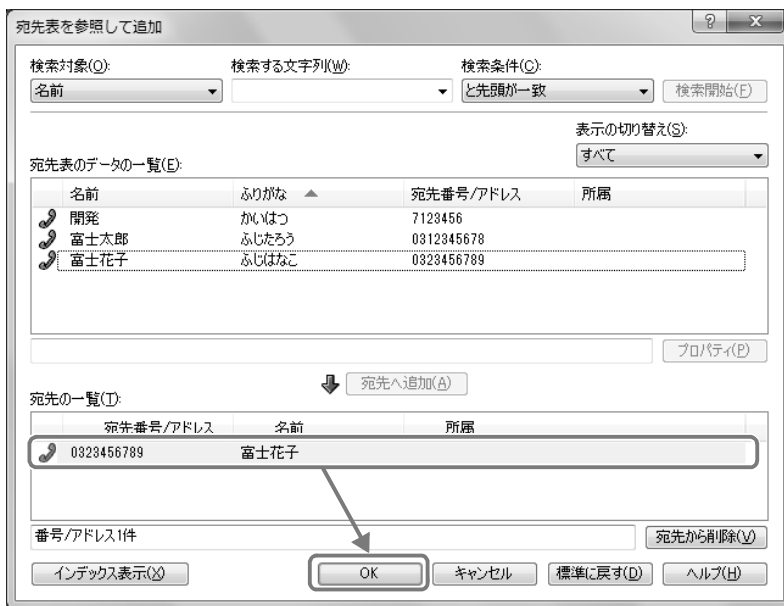 宛先表を参照して追加
検索対象(O): 検索する文字列(W): 検索条件(C):
名前 と先頭が一致 検索開始(F)
表示の切り替え(S):
すべて
宛先表のデータの一覧(E):
名前 ふりがな 宛先番号/アドレス 所属
開発 かいはつ 7123456
富士太郎 ふじたろう 0312345678
富士花子 ふじはなこ 0323456789
プロパティ(P)
宛先へ追加(A)
宛先の一覧(T):
宛先番号/アドレス 名前 所属
0323456789 富士花子
番号/アドレス1件 宛先から削除(V)
インデックス表示(X) OK キャンセル 標準に戻す(D) ヘルプ(H)